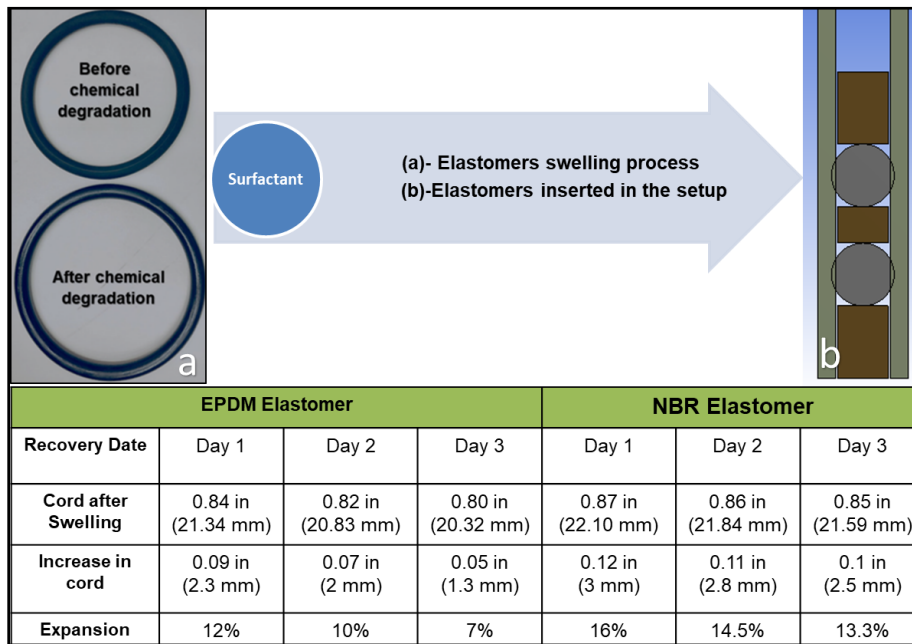 Before
chemical
degradation
After chemical
degradation
a
Surfactant
(a)- Elastomers swelling process
(b)-Elastomers inserted in the setup
b
EPDM Elastomer NBR Elastomer
Recovery Date Day 1 Day 2 Day 3 Day 1 Day 2 Day 3
Cord after 0.84 in 0.82 in 0.80 in 0.87 in 0.86 in 0.85 in
Swelling (21.34 mm) (20.83 mm) (20.32 mm) (22.10 mm) (21.84 mm) (21.59 mm)
Increase in 0.09 in 0.07 in 0.05 in 0.12 in 0.11 in 0.1 in
cord (2.3 mm) (2 mm) (1.3 mm) (3 mm) (2.8 mm) (2.5 mm)
Expansion 12% 10% 7% 16% 14.5% 13.3%